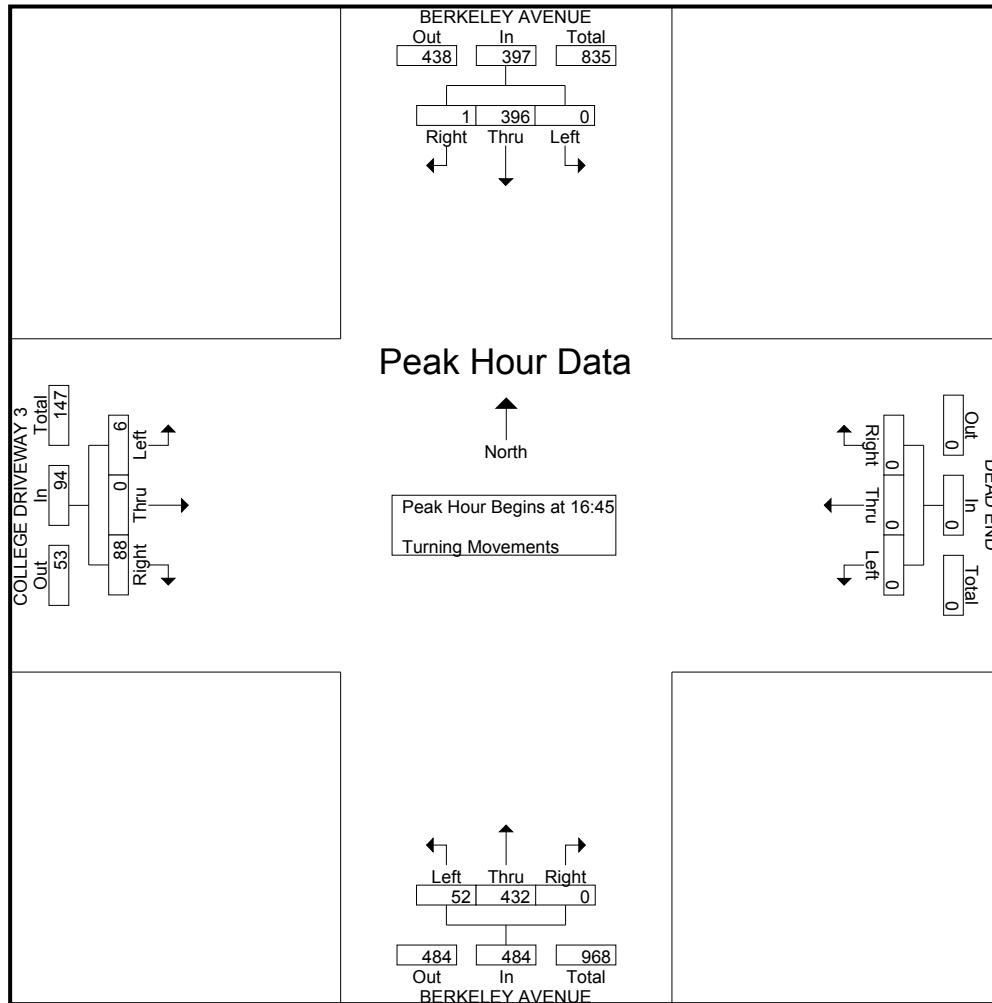 BERKELEY AVENUE
Out In Total
438 397 835
1 396 0
Right Thru Left
Peak Hour Data
North
Peak Hour Begins at 16:45
Turning Movements
COLLEGE DRIVEWAY 3
Total In Out
147 94 53
6 0 88
Left Thru Right
Right Thru Left
0 0 0
Out In Total
0 0 0
DEAD END
Left Thru Right
52 432 0
484 484 968
Out In Total
BERKELEY AVENUE